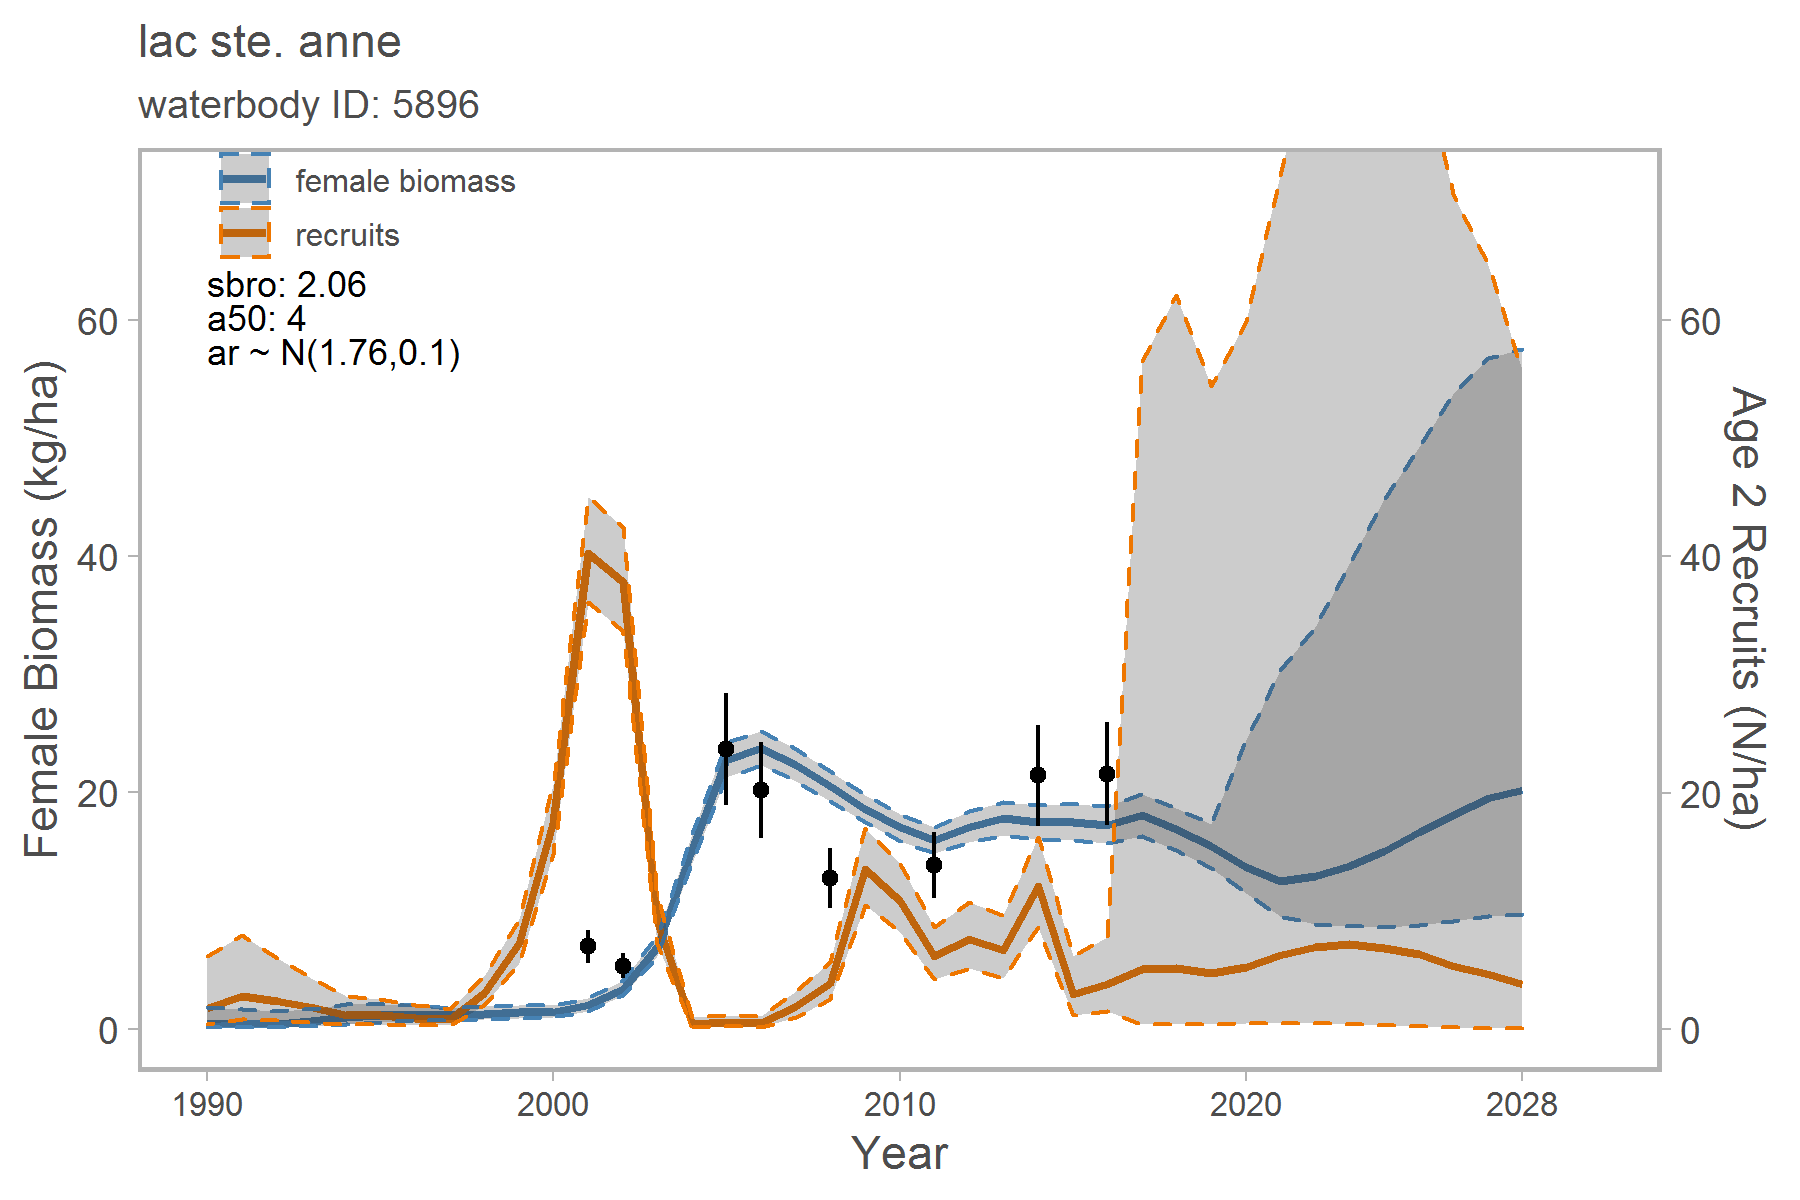 lac ste. anne
waterbody ID: 5896
female biomass
recruits
sbro: 2.06
a50: 4
ar ~ N(1.76,0.1)
Female Biomass (kg/ha)
60
40
20
0
60
40
20
0
Age 2 Recruits (N/ha)
1990
2000
2010
2020
2028
Year